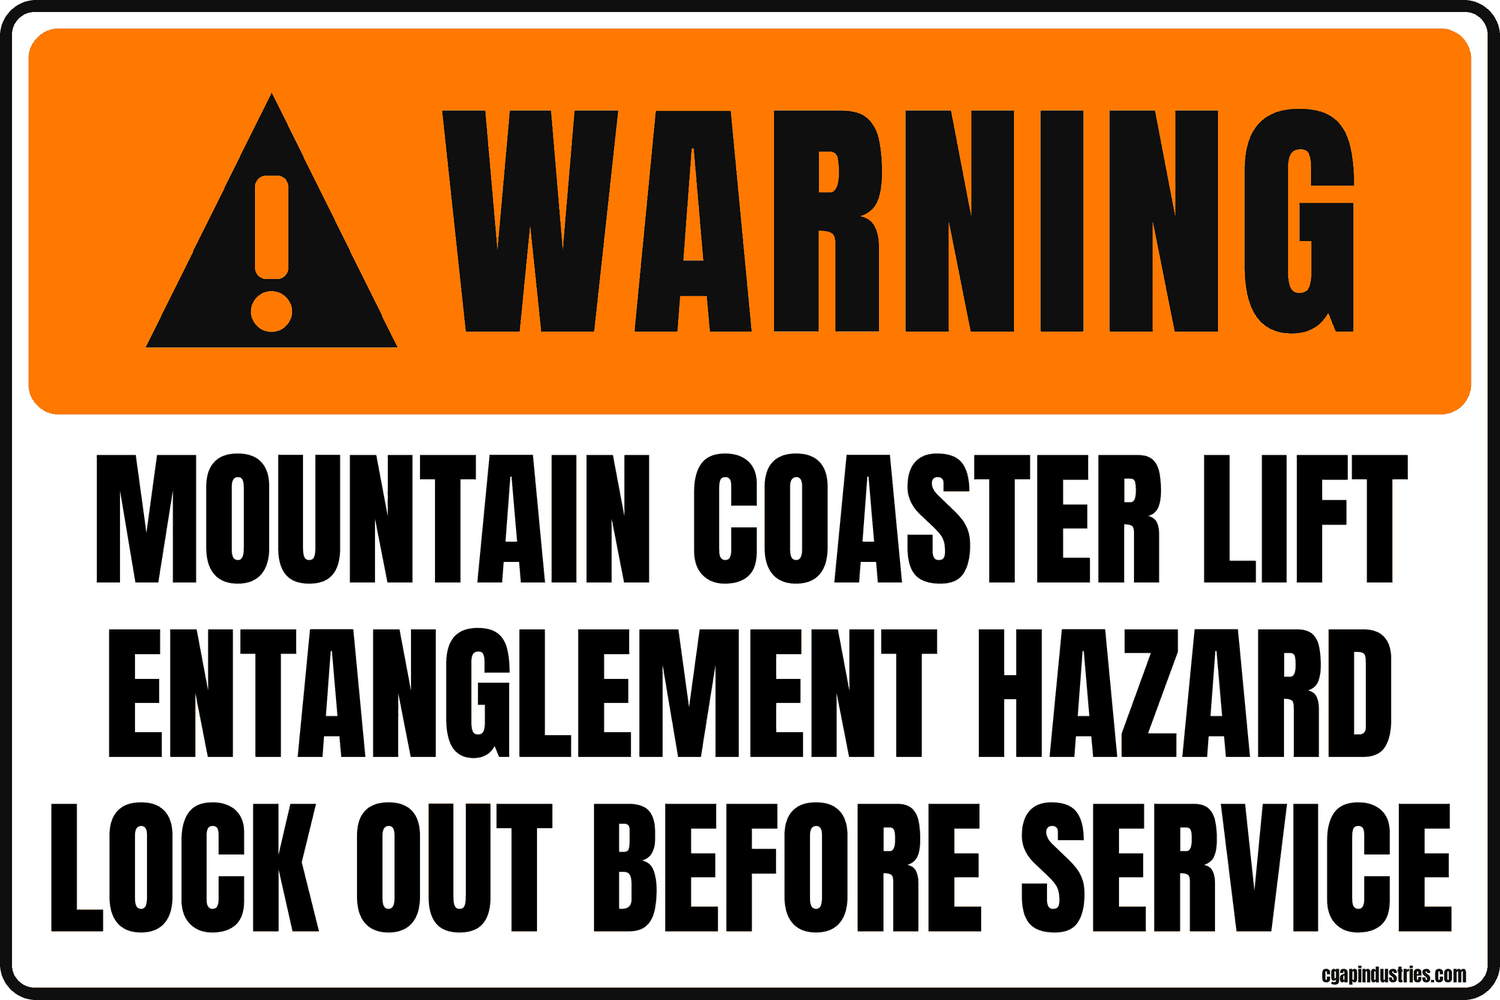 WARNING
MOUNTAIN COASTER LIFT
ENTANGLEMENT HAZARD
LOCK OUT BEFORE SERVICE
cgapindustries.com